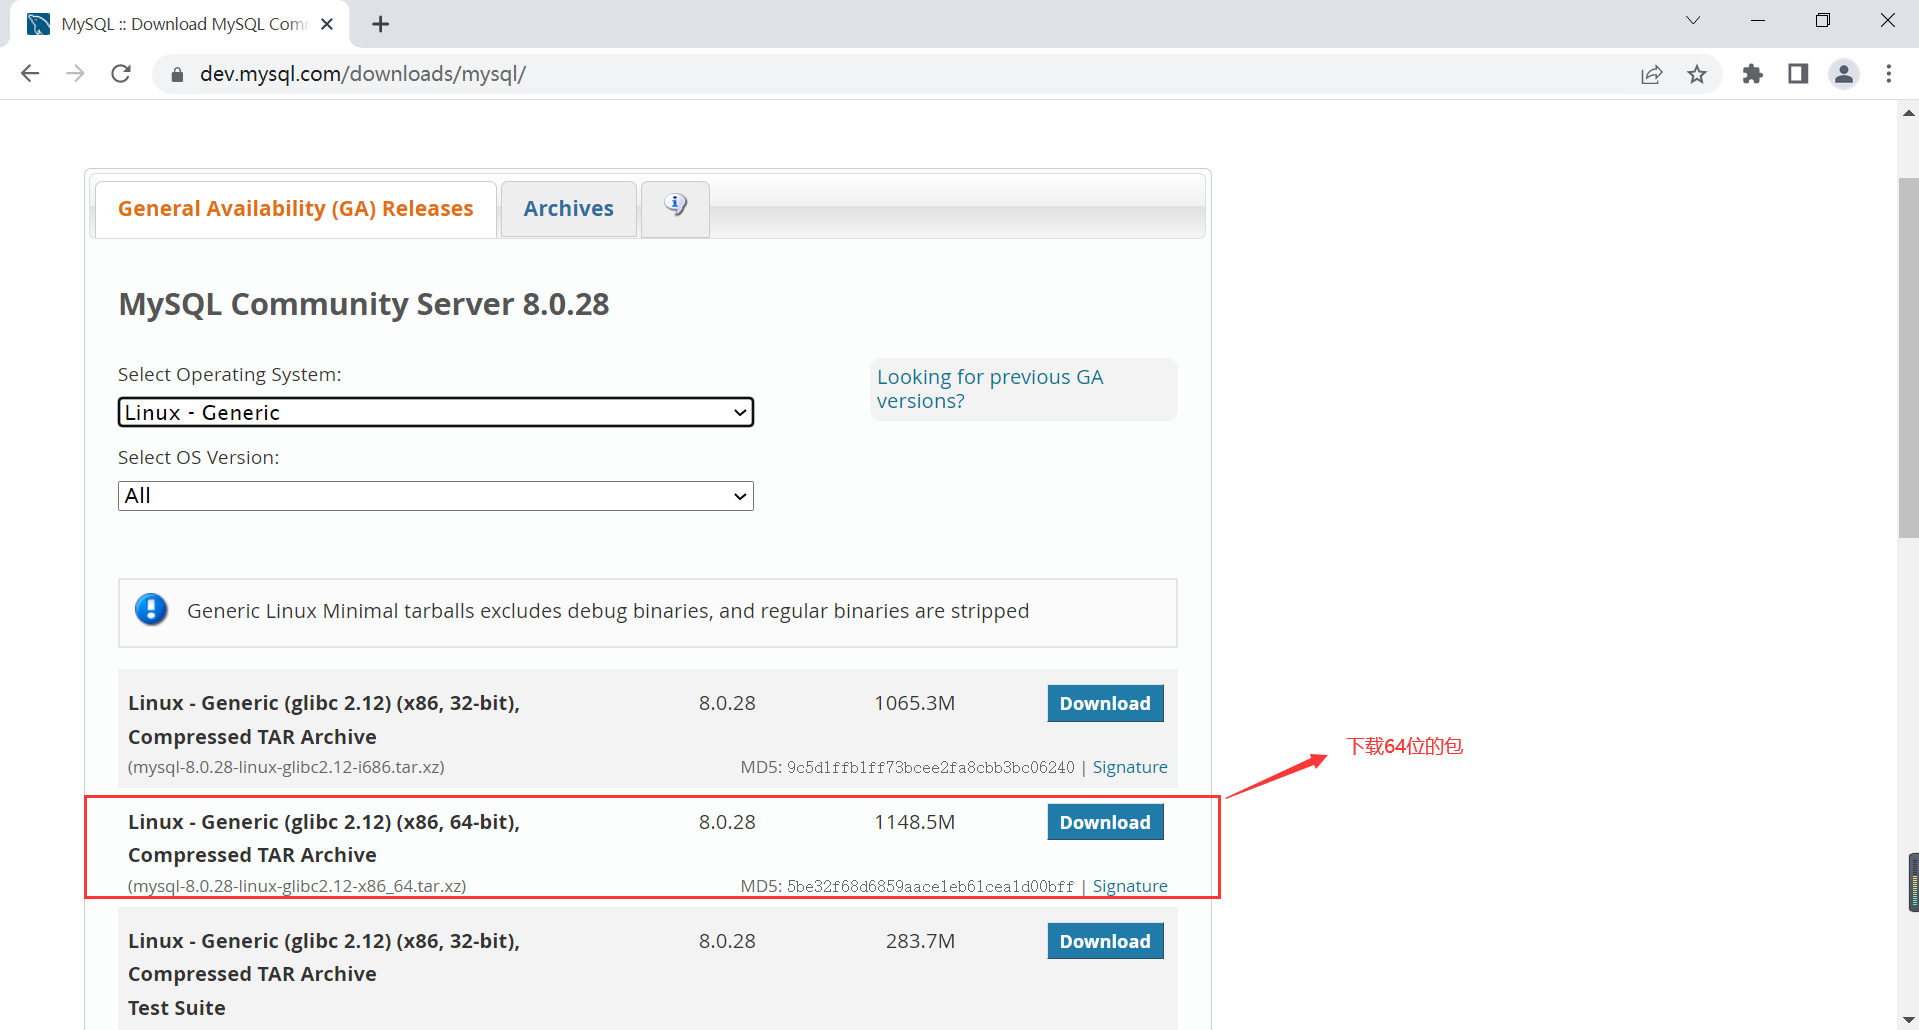 MySQL :: Download MySQL Com
dev.mysql.com/downloads/mysql/
General Availability (GA) Releases
Archives
MySQL Community Server 8.0.28
Select Operating System:
Looking for previous GA
versions?
Linux - Generic
Select OS Version:
All
Generic Linux Minimal tarballs excludes debug binaries, and regular binaries are stripped
Linux - Generic (glibc 2.12) (x86, 32-bit), 8.0.28 1065.3M Download
Compressed TAR Archive
(mysql-8.0.28-linux-glibc2.12-i686.tar.xz) MD5: 9c5d1ffb1ff73bcee2fa8cbb3bc06240 | Signature
下载64位的包
Linux - Generic (glibc 2.12) (x86, 64-bit), 8.0.28 1148.5M Download
Compressed TAR Archive
(mysql-8.0.28-linux-glibc2.12-x86_64.tar.xz) MD5: 5be32f68d6859aace1eb61cea1d00bff | Signature
Linux - Generic (glibc 2.12) (x86, 32-bit), 8.0.28 283.7M Download
Compressed TAR Archive
Test Suite